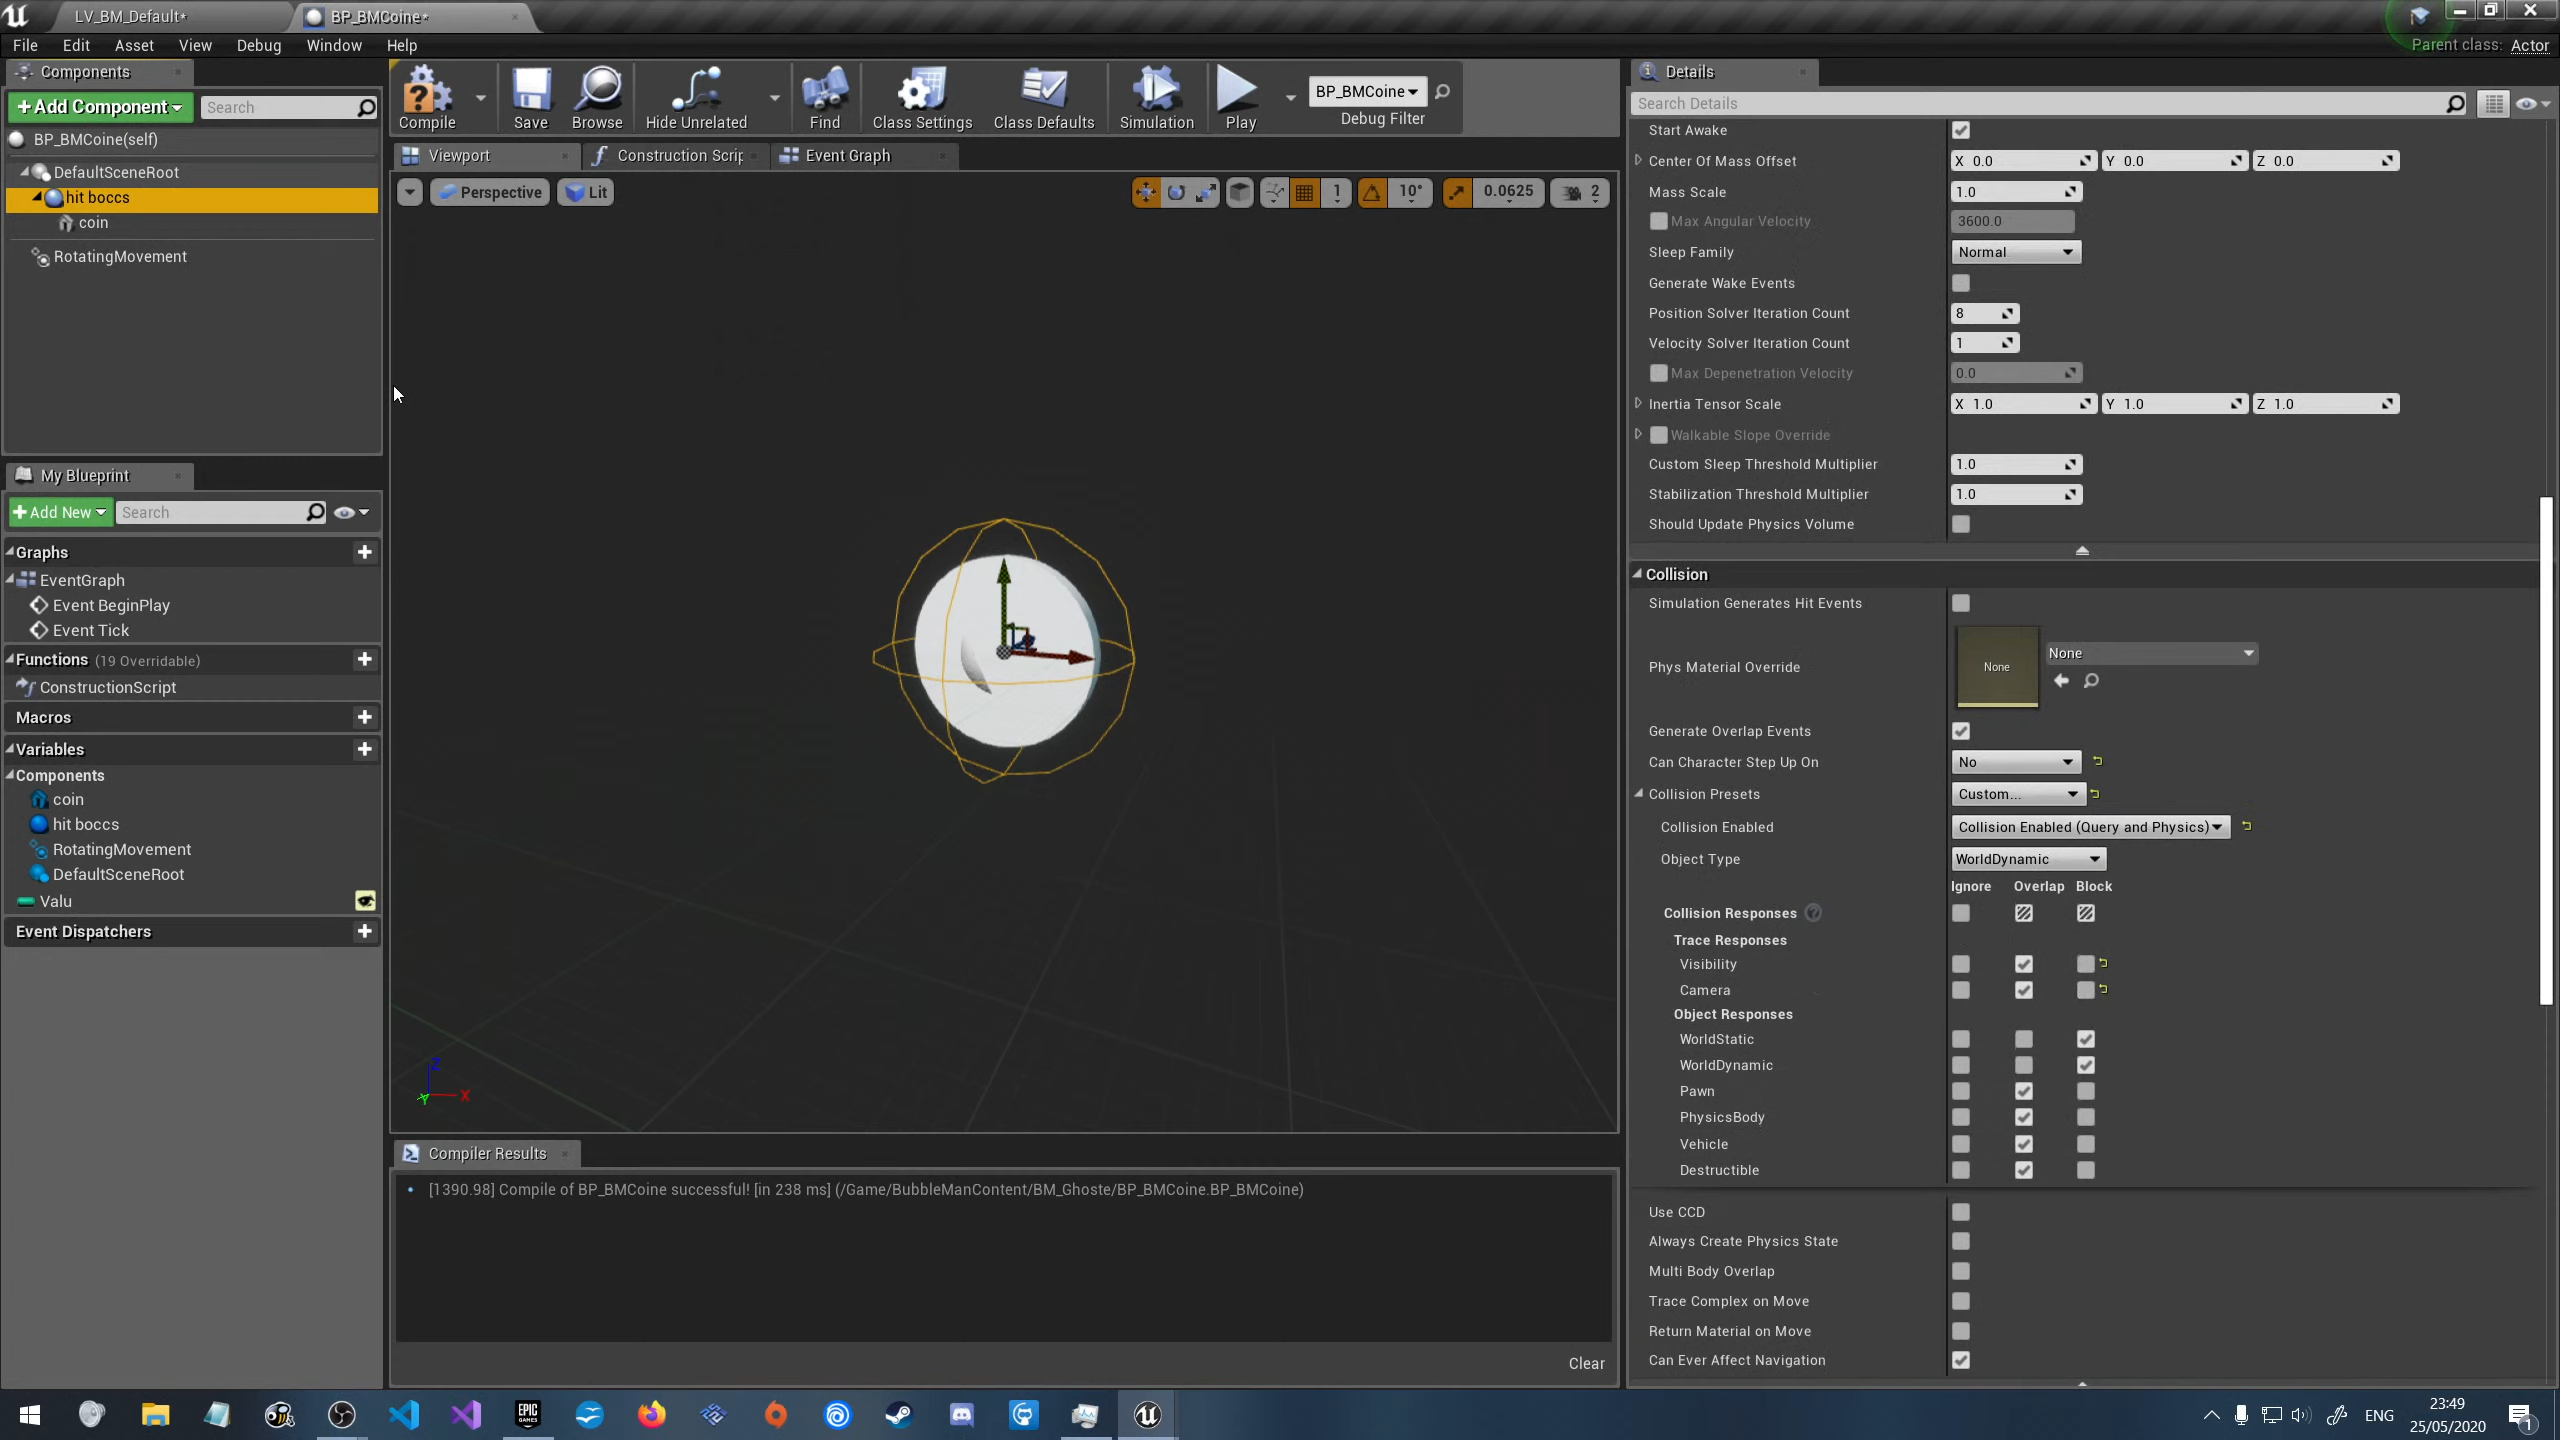 LV_BM_Default*
BP_BMCoine*
File Edit Asset View Debug Window Help
Parent class: Actor
Components
+Add Component
Search
BP_BMCoine(self)
DefaultSceneRoot
hit boccs
coin
RotatingMovement
My Blueprint
+Add New
Search
Graphs
EventGraph
Event BeginPlay
Event Tick
Functions (19 Overridable)
ConstructionScript
Macros
Variables
Components
coin
hit boccs
RotatingMovement
DefaultSceneRoot
Valu
Event Dispatchers
Compile
Save
Browse
Hide Unrelated
Find
Class Settings
Class Defaults
Simulation
Play
BP_BMCoine
Debug Filter
Viewport
Construction Scrip
Event Graph
Perspective
Lit
1
10°
0.0625
2
Z
X
Y
Compiler Results
[1390.98] Compile of BP_BMCoine successful! [in 238 ms] (/Game/BubbleManContent/BM_Ghoste/BP_BMCoine.BP_BMCoine)
Clear
Details
Search Details
Start Awake
Center Of Mass Offset X 0.0 Y 0.0 Z 0.0
Mass Scale 1.0
Max Angular Velocity 3600.0
Sleep Family Normal
Generate Wake Events
Position Solver Iteration Count 8
Velocity Solver Iteration Count 1
Max Depenetration Velocity 0.0
Inertia Tensor Scale X 1.0 Y 1.0 Z 1.0
Walkable Slope Override
Custom Sleep Threshold Multiplier 1.0
Stabilization Threshold Multiplier 1.0
Should Update Physics Volume
Collision
Simulation Generates Hit Events
Phys Material Override None None
Generate Overlap Events
Can Character Step Up On No
Collision Presets Custom...
Collision Enabled Collision Enabled (Query and Physics)
Object Type WorldDynamic
Ignore Overlap Block
Collision Responses ?
Trace Responses
Visibility
Camera
Object Responses
WorldStatic
WorldDynamic
Pawn
PhysicsBody
Vehicle
Destructible
Use CCD
Always Create Physics State
Multi Body Overlap
Trace Complex on Move
Return Material on Move
Can Ever Affect Navigation
EPIC GAMES
ENG
23:49
25/05/2020
1